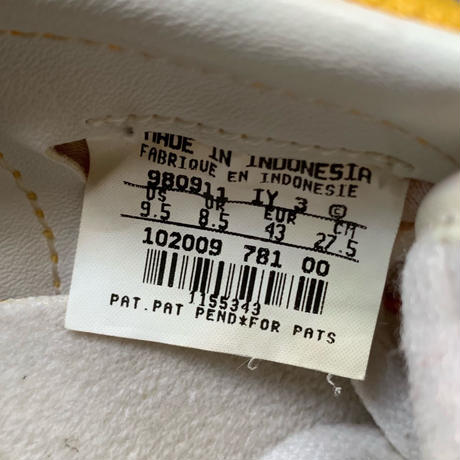 MADE IN INDONESIA
FABRIQUE EN INDONESIE
980911 IY 3 ©
US UK EUR CM
9.5 8.5 43 27.5
102009 781 00
1155343
PAT.PAT PEND*FOR PATS